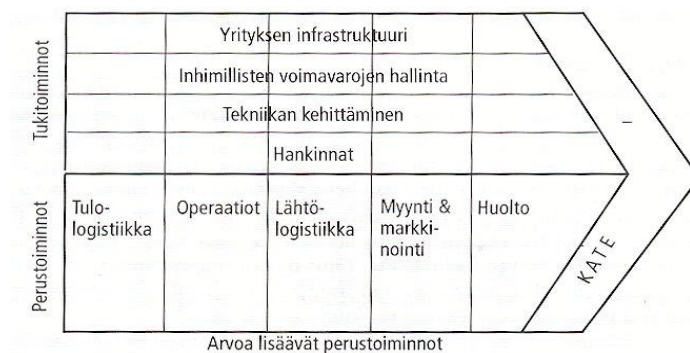 Tukitoiminnot
Yrityksen infrastruktuuri
Inhimillisten voimavarojen hallinta
Tekniikan kehittäminen
Hankinnat
Perustoiminnot
Tulo-
logistiikka
Operaatiot
Lähtö-
logistiikka
Myynti &
markki-
nointi
Huolto
KATE
Arvoa lisäävät perustoiminnot